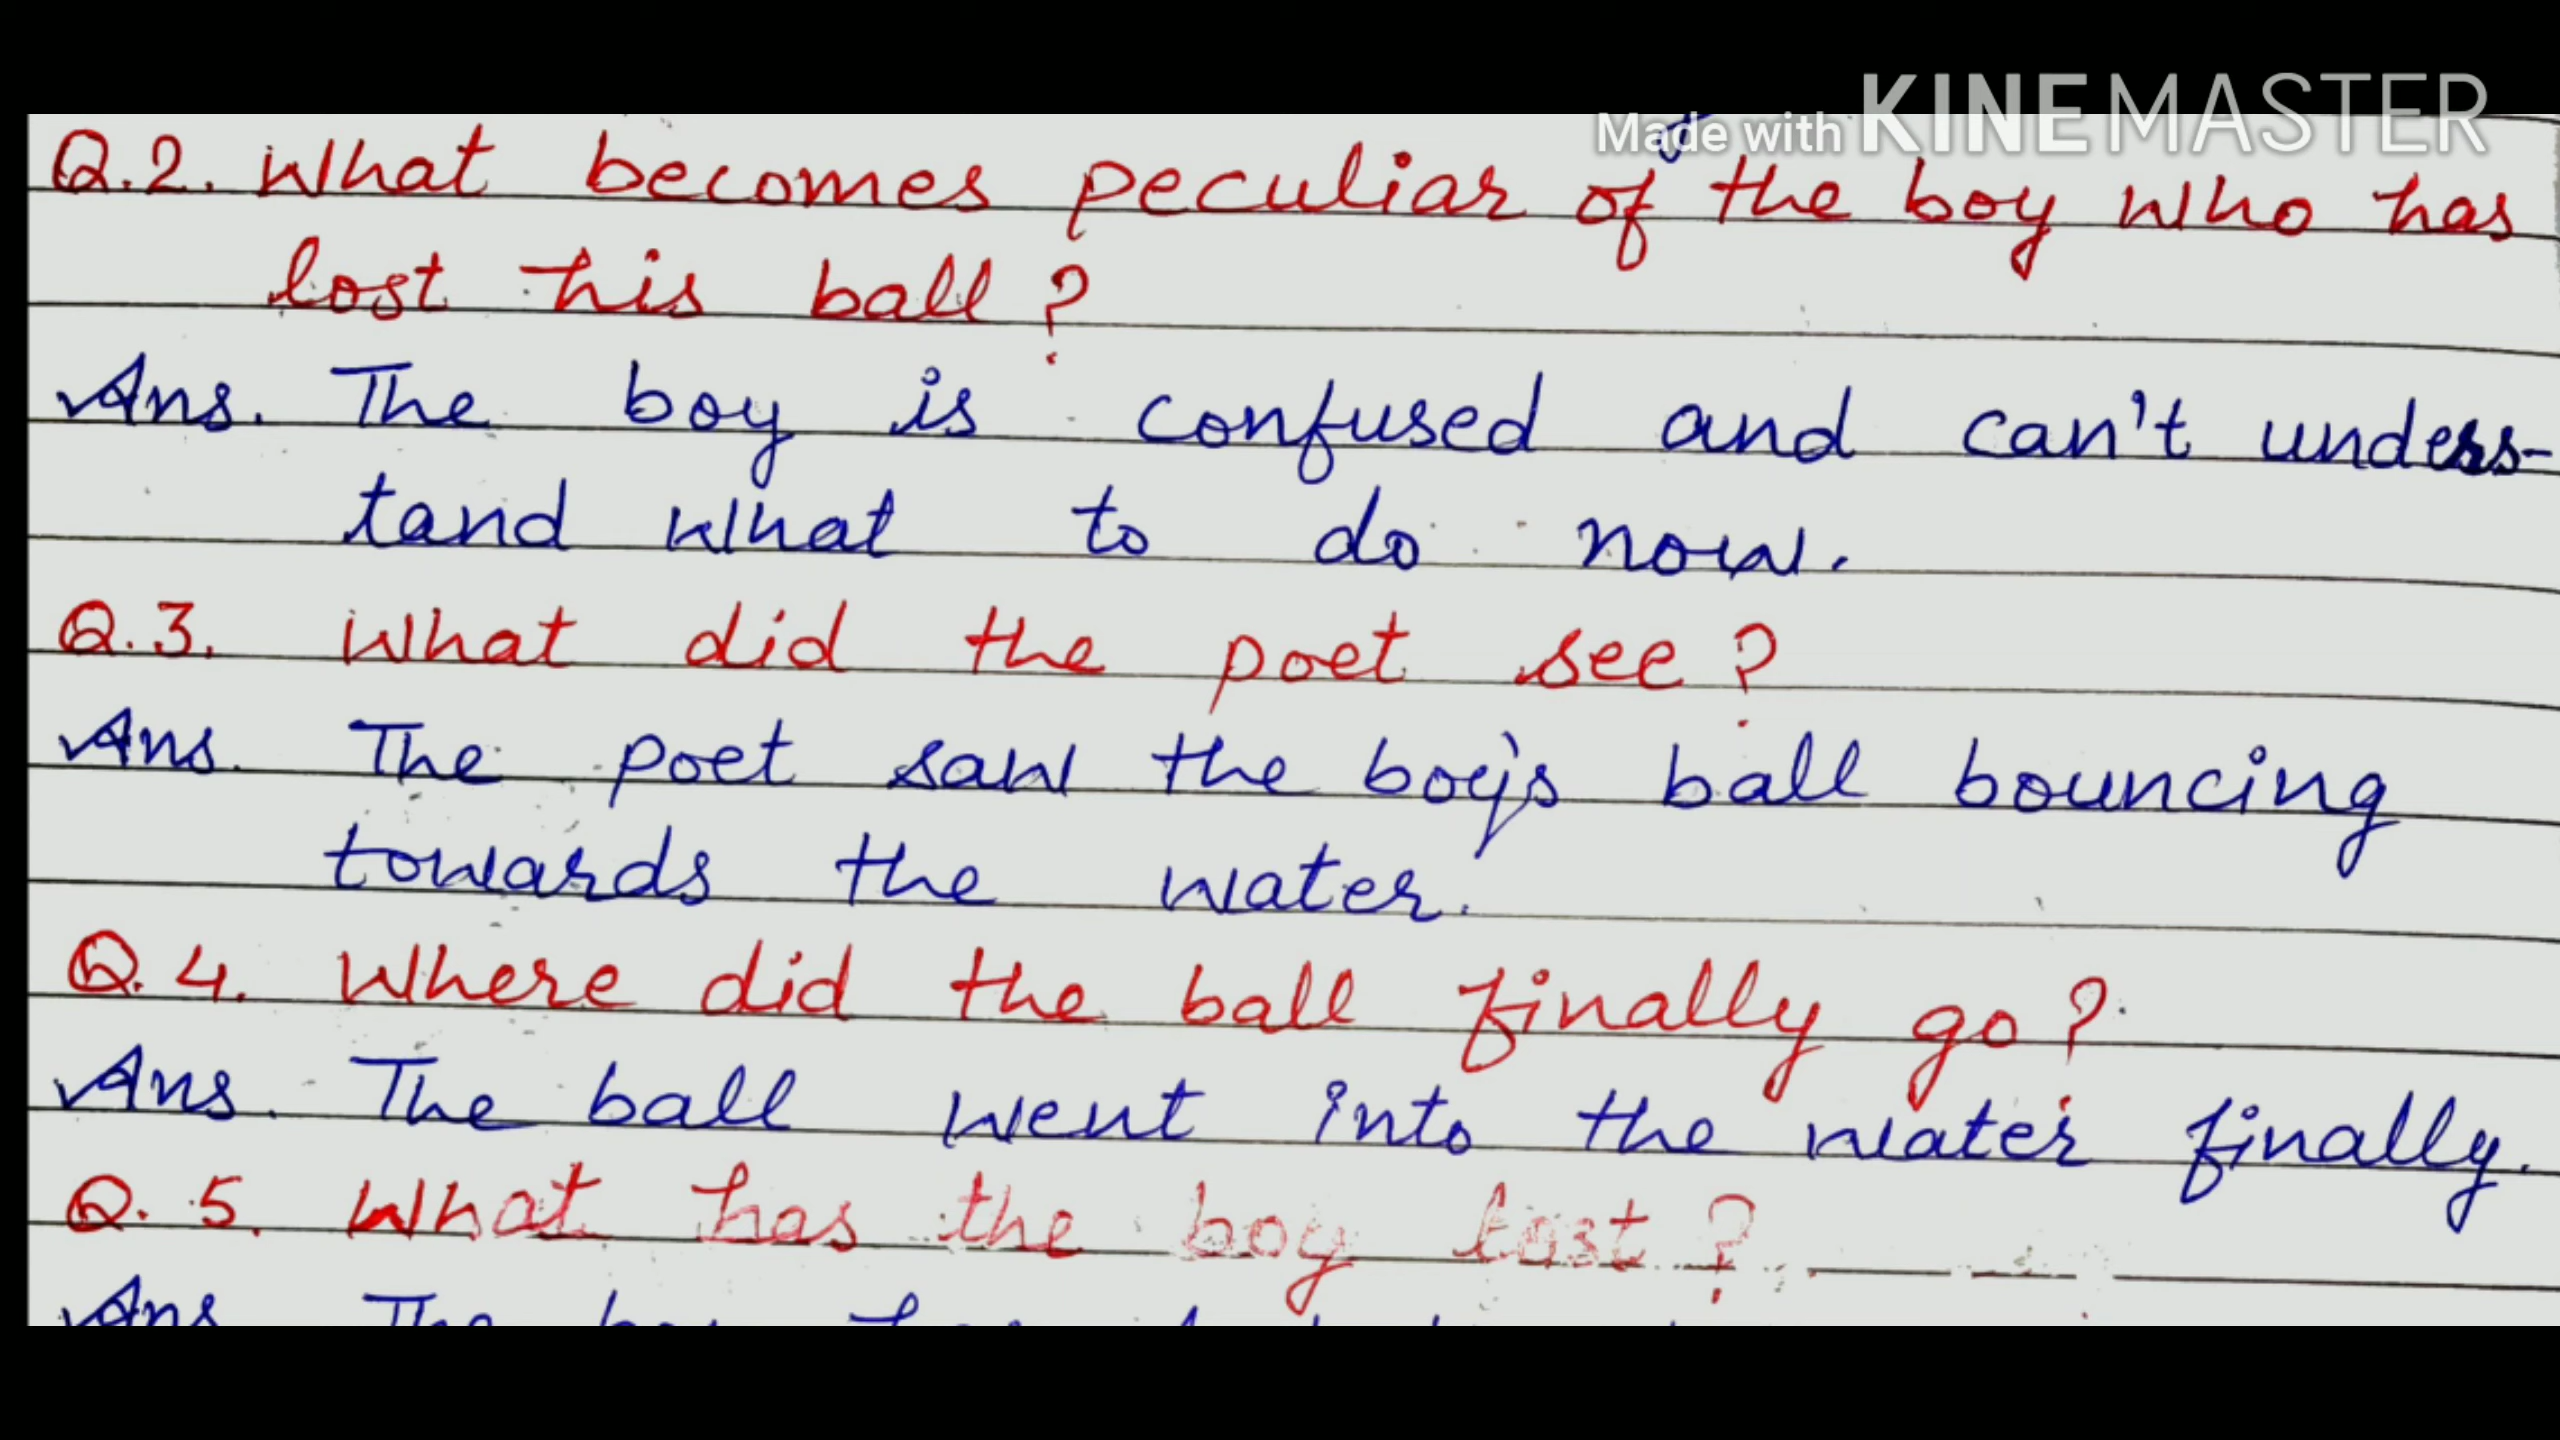 Made with KINEMASTER
Q.2. What becomes peculiar of the boy who has
lost this ball?
Ans. The boy is confused and can't unders-
tand what to do now.
Q.3. What did the poet see?
Ans. The poet saw the boy's ball bouncing
towards the water.
Q.4. Where did the ball finally go?
Ans. The ball went into the water finally.
Q.5. What has the boy lost?
Ans. The boy